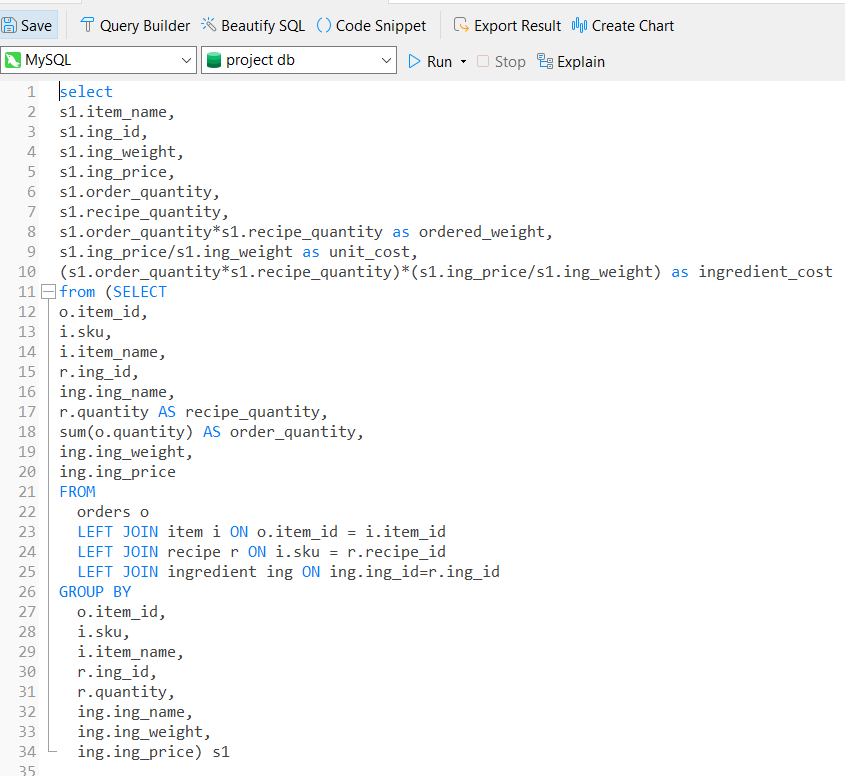 Save Query Builder Beautify SQL () Code Snippet Export Result Create Chart
MySQL project db Run Stop Explain
1 select
2 s1.item_name,
3 s1.ing_id,
4 s1.ing_weight,
5 s1.ing_price,
6 s1.order_quantity,
7 s1.recipe_quantity,
8 s1.order_quantity*s1.recipe_quantity as ordered_weight,
9 s1.ing_price/s1.ing_weight as unit_cost,
10 (s1.order_quantity*s1.recipe_quantity)*(s1.ing_price/s1.ing_weight) as ingredient_cost
11 from (SELECT
12 o.item_id,
13 i.sku,
14 i.item_name,
15 r.ing_id,
16 ing.ing_name,
17 r.quantity AS recipe_quantity,
18 sum(o.quantity) AS order_quantity,
19 ing.ing_weight,
20 ing.ing_price
21 FROM
22 orders o
23 LEFT JOIN item i ON o.item_id = i.item_id
24 LEFT JOIN recipe r ON i.sku = r.recipe_id
25 LEFT JOIN ingredient ing ON ing.ing_id=r.ing_id
26 GROUP BY
27 o.item_id,
28 i.sku,
29 i.item_name,
30 r.ing_id,
31 r.quantity,
32 ing.ing_name,
33 ing.ing_weight,
34 ing.ing_price) s1
35